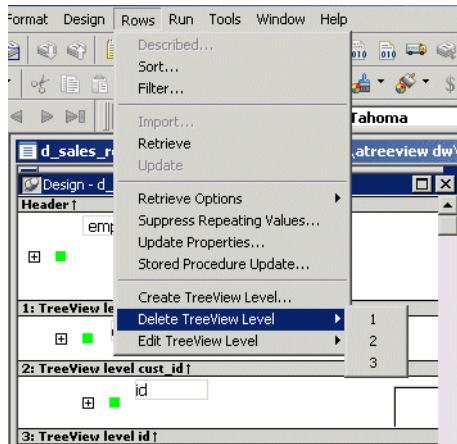 Format Design Rows Run Tools Window Help
Described...
Sort...
Filter...
Tahoma
Import...
Retrieve
Update
d_sales_r
\atreeview dw
Design - d_
Header ↑
Retrieve Options
Suppress Repeating Values...
Update Properties...
Stored Procedure Update...
emp
Create TreeView Level...
1: TreeView le
Delete TreeView Level
1
Edit TreeView Level
2
3
2: TreeView level cust_id ↑
id
3: TreeView level id ↑